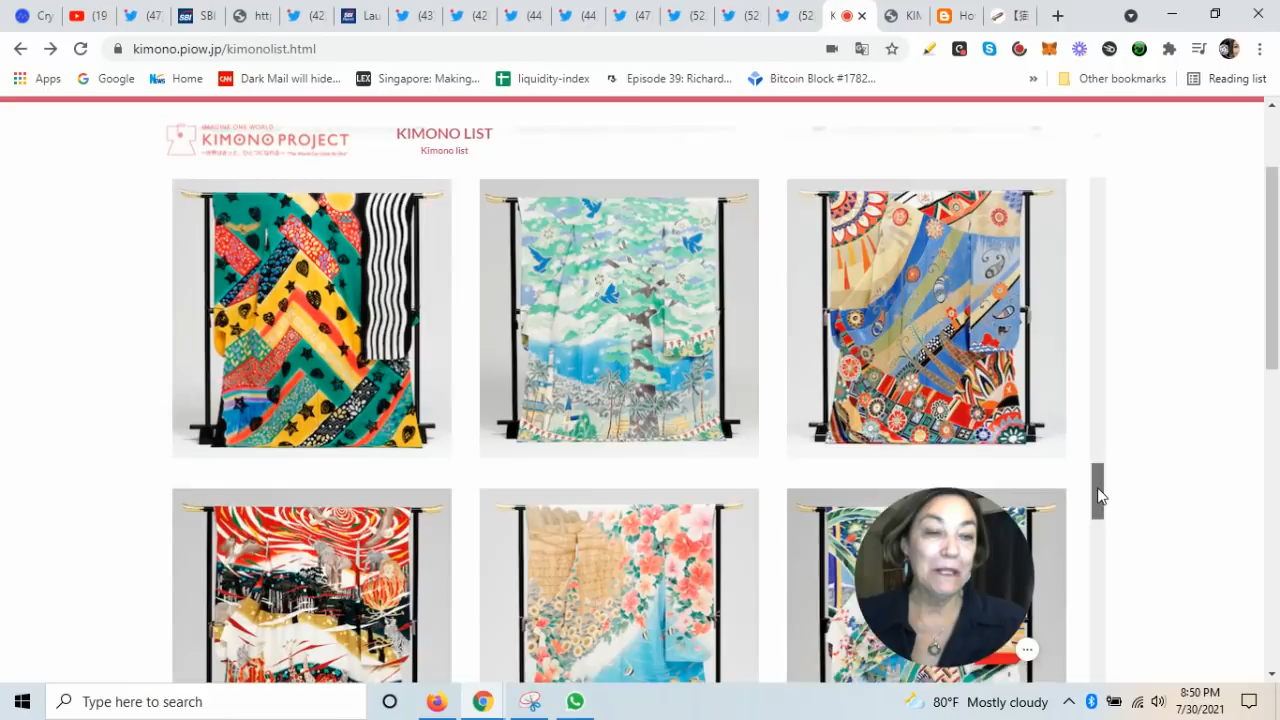 Cry
(19
SBI
htt
(43
(42
(44
(44
(47
(52
(52
(52
K
KIM
Ho
kimono.piow.jp/kimonolist.html
Apps
Google
Home
CNN
Dark Mail will hide...
LEX
Singapore: Making...
liquidity-index
Episode 39: Richard...
Bitcoin Block #1782...
»
Other bookmarks
Reading list
IMAGINE ONE WORLD
KIMONO PROJECT
KIMONO LIST
Kimono list
Type here to search
80°F Mostly cloudy
8:50 PM
7/30/2021